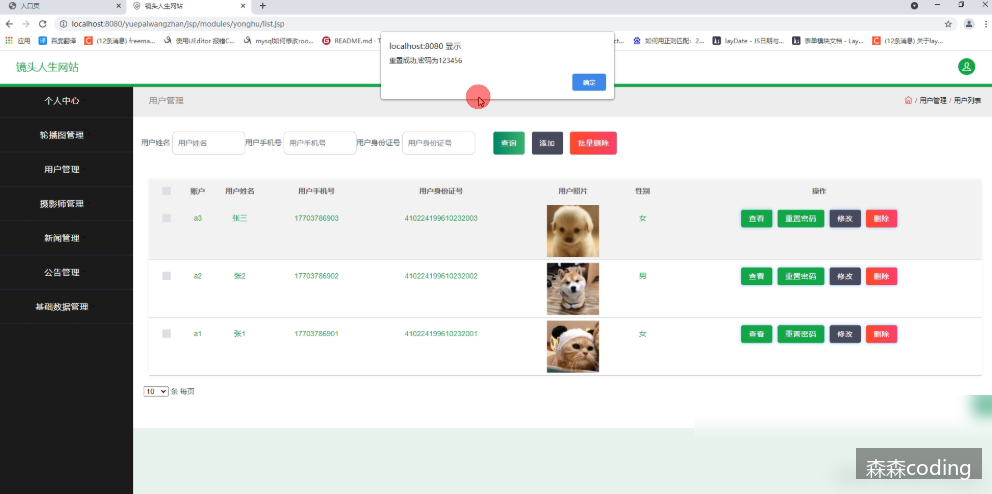 入口页
镜头人生网站
localhost:8080/yuepaiwangzhan/jsp/modules/yonghu/list.jsp
应用
百度翻译
(12条消息) freema...
使用UEditor 报错C...
mysql如何修改roo...
README.md - T
ct...
如何用正则匹配: 2...
layDate - JS日期与...
表单模块文档 - Lay...
(12条消息) 关于lay...
localhost:8080 显示
重置成功,密码为123456
确定
镜头人生网站
个人中心
轮播图管理
用户管理
摄影师管理
新闻管理
公告管理
基础数据管理
用户管理
/ 用户管理 / 用户列表
用户姓名 用户姓名 用户手机号 用户手机号 用户身份证号 用户身份证号 查询 添加 批量删除
账户 用户姓名 用户手机号 用户身份证号 用户照片 性别 操作
a3 张三 17703786903 410224199610232003 女 查看 重置密码 修改 删除
a2 张2 17703786902 410224199610232002 男 查看 重置密码 修改 删除
a1 张1 17703786901 410224199610232001 女 查看 重置密码 修改 删除
10 条 每页
森森coding